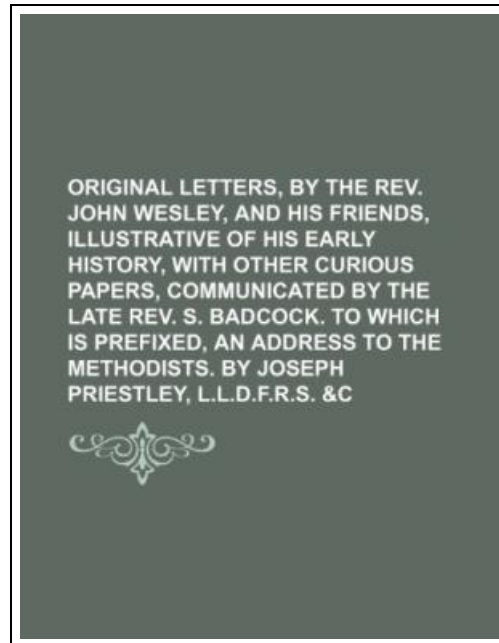 ORIGINAL LETTERS, BY THE REV.
JOHN WESLEY, AND HIS FRIENDS,
ILLUSTRATIVE OF HIS EARLY
HISTORY, WITH OTHER CURIOUS
PAPERS, COMMUNICATED BY THE
LATE REV. S. BADCOCK. TO WHICH
IS PREFIXED, AN ADDRESS TO THE
METHODISTS. BY JOSEPH
PRIESTLEY, L.L.D.F.R.S. &C